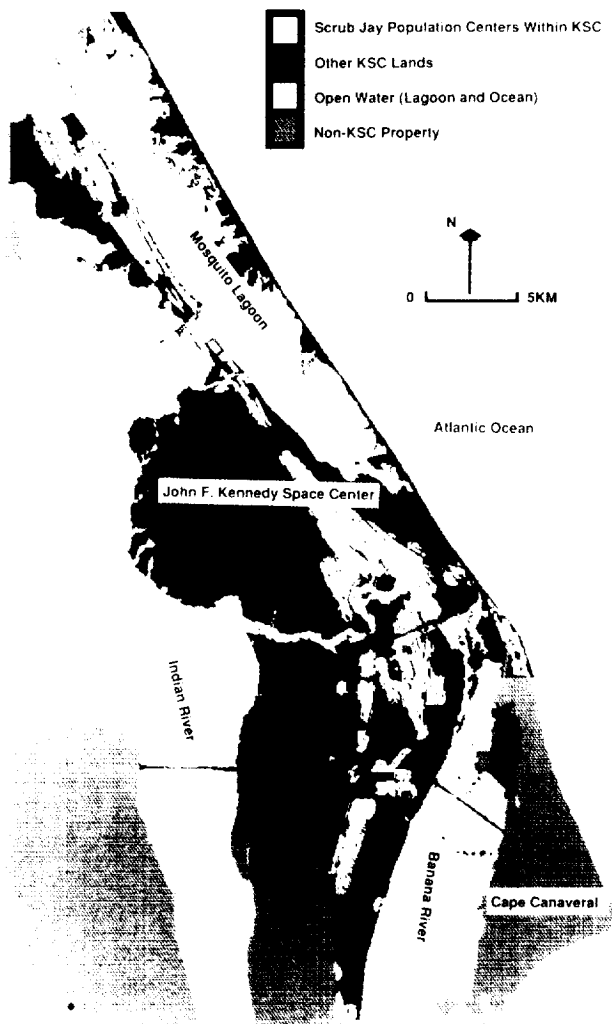 Scrub Jay Population Centers Within KSC
Other KSC Lands
Open Water (Lagoon and Ocean)
Non-KSC Property
N
0 5KM
Mosquito Lagoon
Atlantic Ocean
John F. Kennedy Space Center
Indian River
Banana River
Cape Canaveral